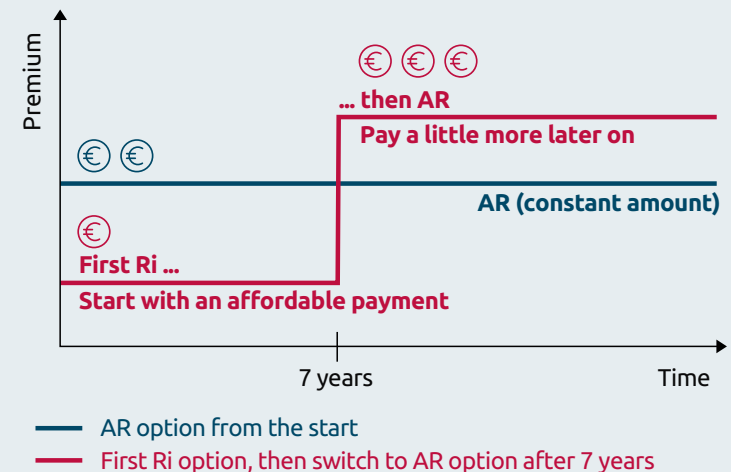 Premium
€ € €
... then AR
Pay a little more later on
€ €
AR (constant amount)
€
First Ri ...
Start with an affordable payment
7 years
Time
AR option from the start
First Ri option, then switch to AR option after 7 years